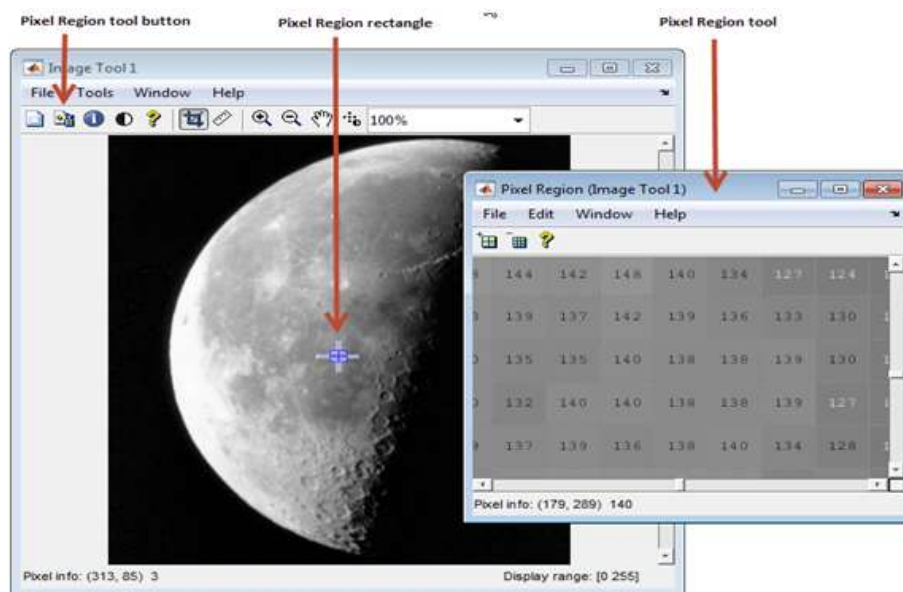 Pixel Region tool button
Pixel Region rectangle
Pixel Region tool
Image Tool 1
File Tools Window Help
100%
Pixel Region (Image Tool 1)
File Edit Window Help
144 142 148 140 134 127 124
139 137 142 139 136 133 130
135 135 140 138 138 139 130
132 140 140 138 138 139 127
137 139 136 138 140 134 128
Pixel info: (179, 289) 140
Pixel info: (313, 85) 3
Display range: [0 255]